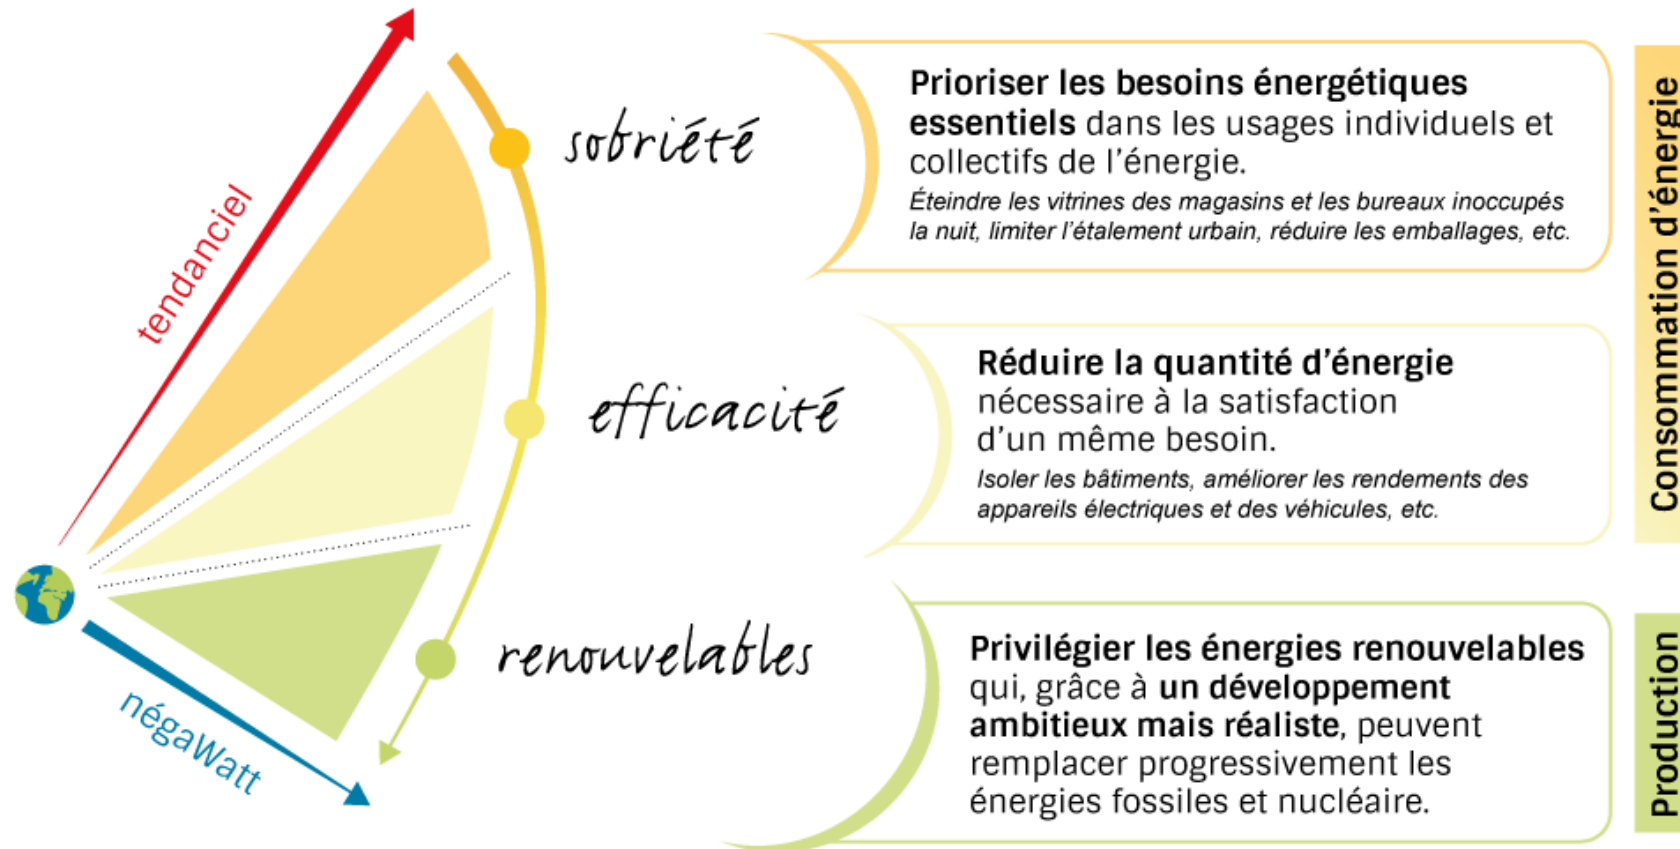 tendanciel
négaWatt
sobriété
Prioriser les besoins énergétiques
essentiels dans les usages individuels et
collectifs de l'énergie.
Éteindre les vitrines des magasins et les bureaux inoccupés
la nuit, limiter l'étalement urbain, réduire les emballages, etc.
efficacité
Réduire la quantité d'énergie
nécessaire à la satisfaction
d'un même besoin.
Isoler les bâtiments, améliorer les rendements des
appareils électriques et des véhicules, etc.
renouvelables
Privilégier les énergies renouvelables
qui, grâce à un développement
ambitieux mais réaliste, peuvent
remplacer progressivement les
énergies fossiles et nucléaire.
Consommation d'énergie
Production